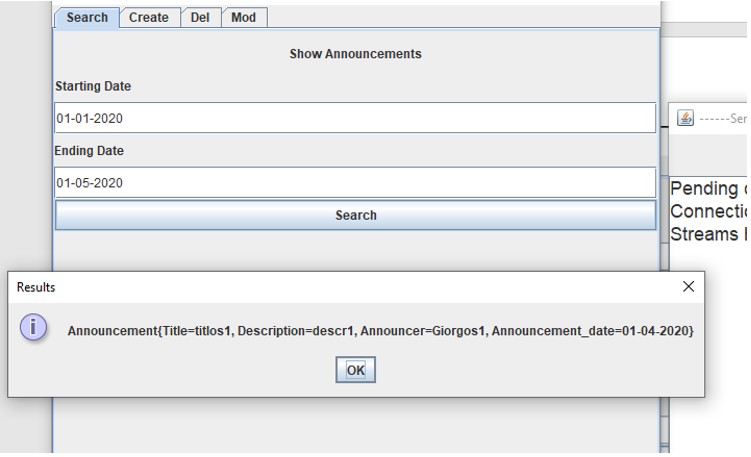 Search Create Del Mod
Show Announcements
Starting Date
01-01-2020
Ending Date
01-05-2020
Search
------Ser
Pending
Streams
Results
Announcement{Title=titlos1, Description=descr1, Announcer=Giorgos1, Announcement_date=01-04-2020}
OK